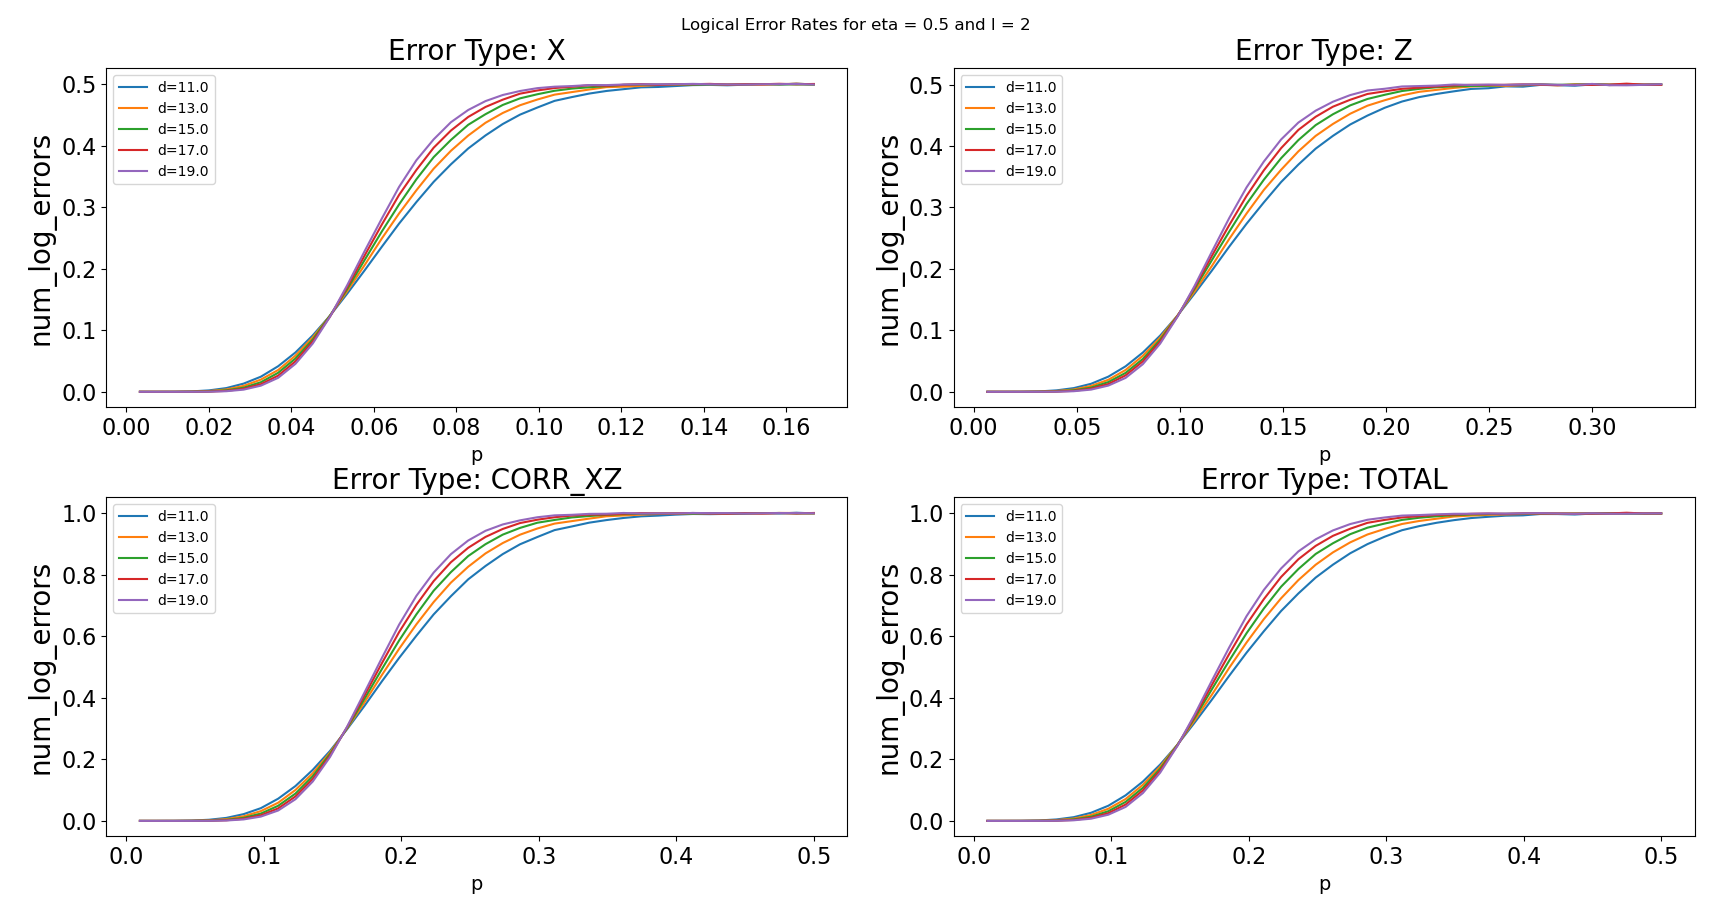 Logical Error Rates for eta = 0.5 and l = 2
Error Type: X
num_log_errors
0.5
0.4
0.3
0.2
0.1
0.0
d=11.0
d=13.0
d=15.0
d=17.0
d=19.0
0.00 0.02 0.04 0.06 0.08 0.10 0.12 0.14 0.16
p
Error Type: Z
num_log_errors
0.5
0.4
0.3
0.2
0.1
0.0
d=11.0
d=13.0
d=15.0
d=17.0
d=19.0
0.00 0.05 0.10 0.15 0.20 0.25 0.30
p
Error Type: CORR_XZ
num_log_errors
1.0
0.8
0.6
0.4
0.2
0.0
d=11.0
d=13.0
d=15.0
d=17.0
d=19.0
0.0 0.1 0.2 0.3 0.4 0.5
p
Error Type: TOTAL
num_log_errors
1.0
0.8
0.6
0.4
0.2
0.0
d=11.0
d=13.0
d=15.0
d=17.0
d=19.0
0.0 0.1 0.2 0.3 0.4 0.5
p